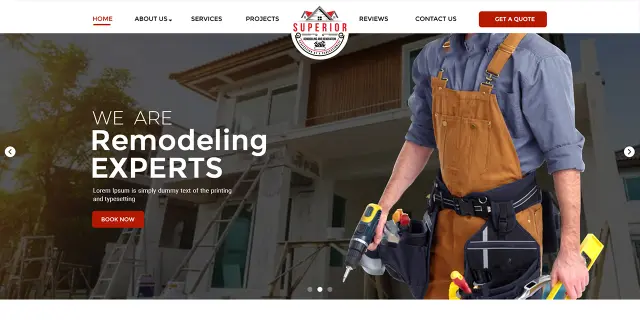 HOME
ABOUT US
SERVICES
PROJECTS
SUPERIOR
REVIEWS
CONTACT US
GET A QUOTE
WE ARE
Remodeling
EXPERTS
Lorem Ipsum is simply dummy text of the printing
and typesetting
BOOK NOW